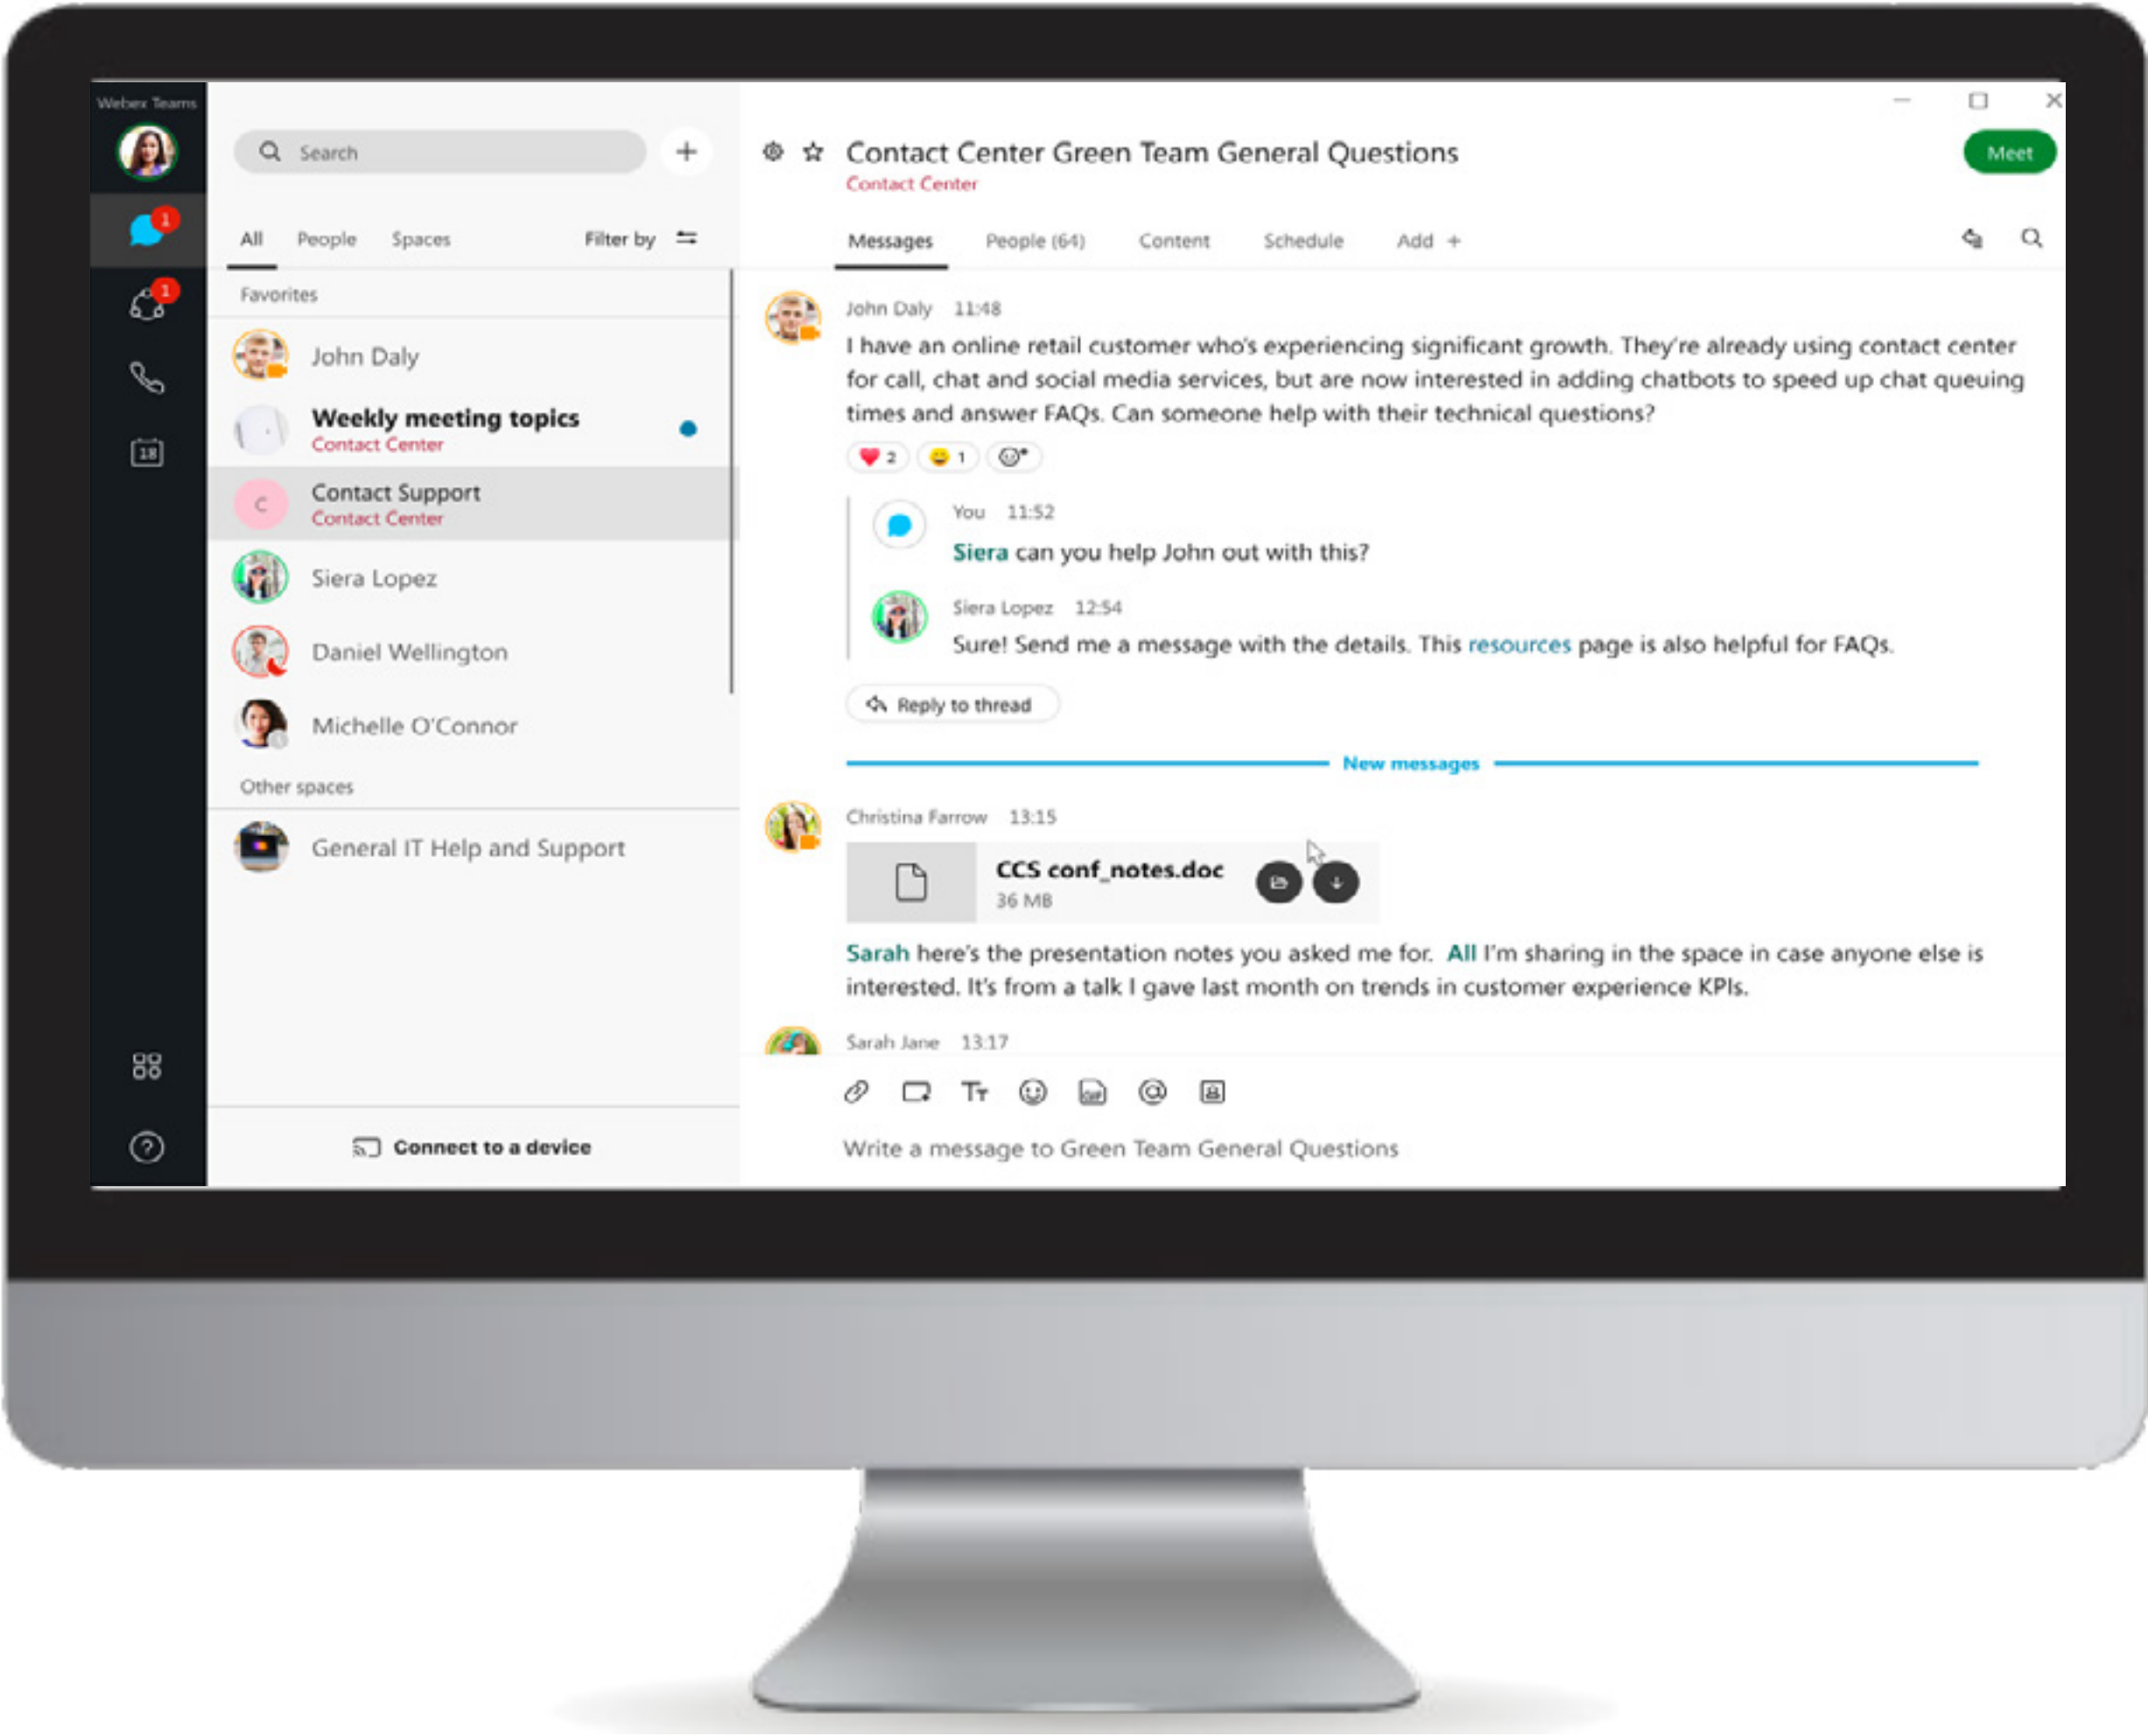 Webex Teams
Search
All People Spaces Filter by
Favorites
John Daly
Weekly meeting topics
Contact Center
C
Contact Support
Contact Center
Siera Lopez
Daniel Wellington
Michelle O'Connor
Other spaces
General IT Help and Support
Connect to a device
1
1
18
Contact Center Green Team General Questions
Contact Center
Meet
Messages People (64) Content Schedule Add +
John Daly 11:48
I have an online retail customer who's experiencing significant growth. They're already using contact center
for call, chat and social media services, but are now interested in adding chatbots to speed up chat queuing
times and answer FAQs. Can someone help with their technical questions?
2 1
You 11:52
Siera can you help John out with this?
Siera Lopez 12:54
Sure! Send me a message with the details. This resources page is also helpful for FAQs.
Reply to thread
New messages
Christina Farrow 13:15
CCS conf_notes.doc
36 MB
Sarah here's the presentation notes you asked me for. All I'm sharing in the space in case anyone else is
interested. It's from a talk I gave last month on trends in customer experience KPIs.
Sarah Jane 13:17
Tт GIF @
Write a message to Green Team General Questions